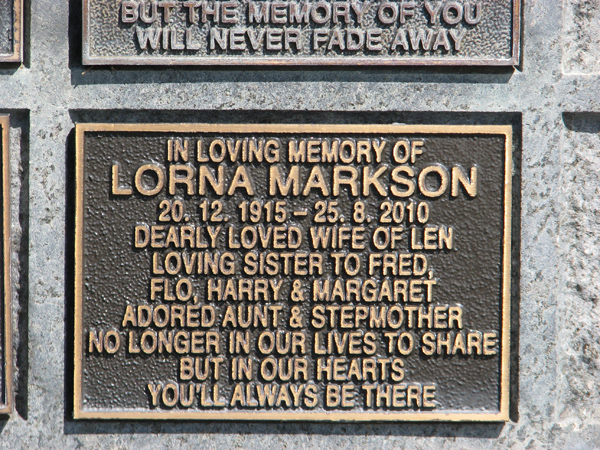 BUT THE MEMORY OF YOU
WILL NEVER FADE AWAY
IN LOVING MEMORY OF
LORNA MARKSON
20. 12. 1915 - 25. 8. 2010
DEARLY LOVED WIFE OF LEN
LOVING SISTER TO FRED,
FLO, HARRY & MARGARET
ADORED AUNT & STEPMOTHER
NO LONGER IN OUR LIVES TO SHARE
BUT IN OUR HEARTS
YOU'LL ALWAYS BE THERE